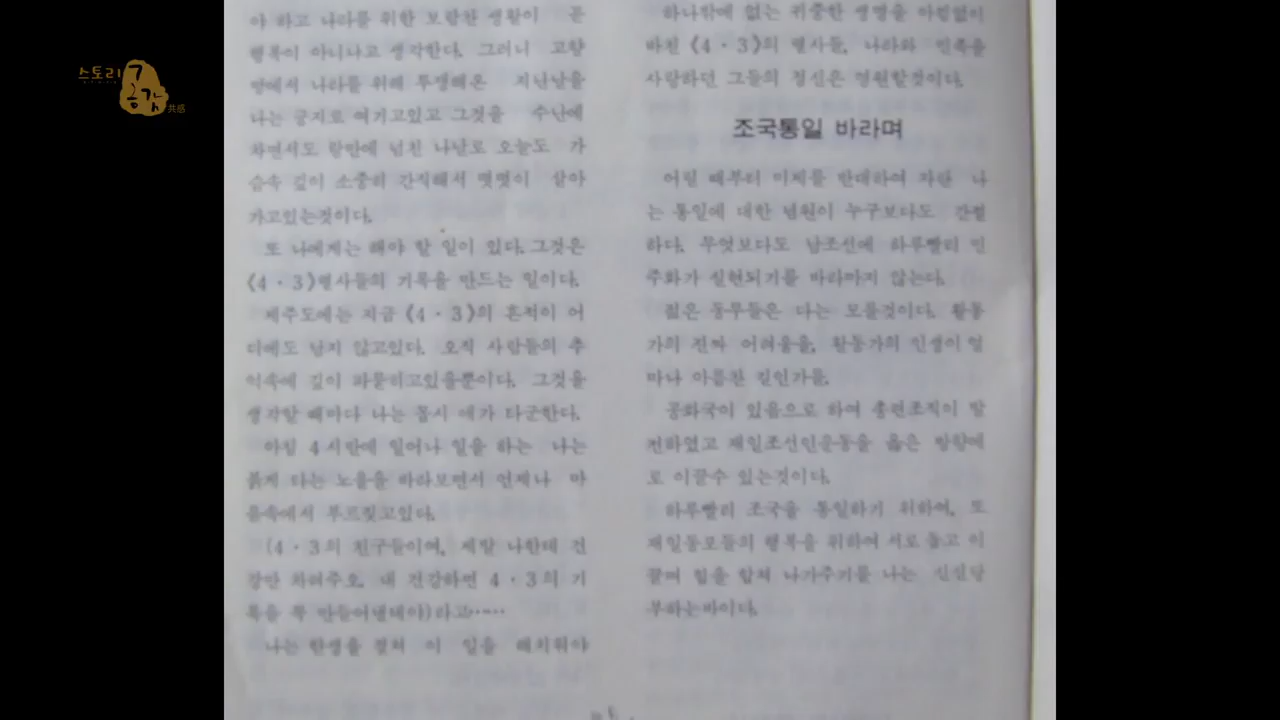 스토리
공감
共感
야 하고 나라를 위한 보람찬 생활이 곧
행복이 아니냐고 생각한다. 그러니 고향
땅에서 나라를 위해 투쟁해온 지난날을
나는 긍지로 여기고있고 그것을 수난에
차면서도 랑만에 넘친 나날로 오늘도 가
슴속 깊이 소중히 간직해서 떳떳이 살아
가고있는것이다.
또 나에게는 해야 할 일이 있다. 그것은
《4·3》렬사들의 기록을 만드는 일이다.
제주도에는 지금 《4·3》의 흔적이 어
디에도 남지 않고있다. 오직 사람들의 추
억속에 깊이 파물리고있을뿐이다. 그것을
생각할 때마다 나는 몹시 애가 타군한다.
아침 4시반에 일어나 일을 하는 나는
붉게 타는 노을을 바라보면서 언제나 마
음속에서 부르짖고있다.
(4·3의 친구들이여, 제발 나한테 건
강만 차려주오. 내 건강하면 4·3의 기
록을 꼭 만들어낼테야)라고……
나는 한생을 걸쳐 이 일을 해치워야
하나밖에 없는 귀중한 생명을 아낌없이
바친 《4·3》의 렬사들, 나라와 민족을
사랑하던 그들의 정신은 영원할것이다.
조국통일 바라며
어릴 때부터 미제를 반대하여 자란 나
는 통일에 대한 념원이 누구보다도 간절
하다. 무엇보다도 남조선에 하루빨리 민
주화가 실현되기를 바라마지 않는다.
젊은 동무들은 다는 모를것이다. 활동
가의 진짜 어려움을, 활동가의 인생이 얼
마나 아름찬 길인가를.
공화국이 있음으로 하여 총련조직이 발
전하였고 재일조선인운동을 옳은 방향에
로 이끌수 있는것이다.
하루빨리 조국을 통일하기 위하여, 또
재일동포들의 행복을 위하여 서로 돕고 이
끌며 힘을 합쳐 나가주기를 나는 신신당
부하는바이다.